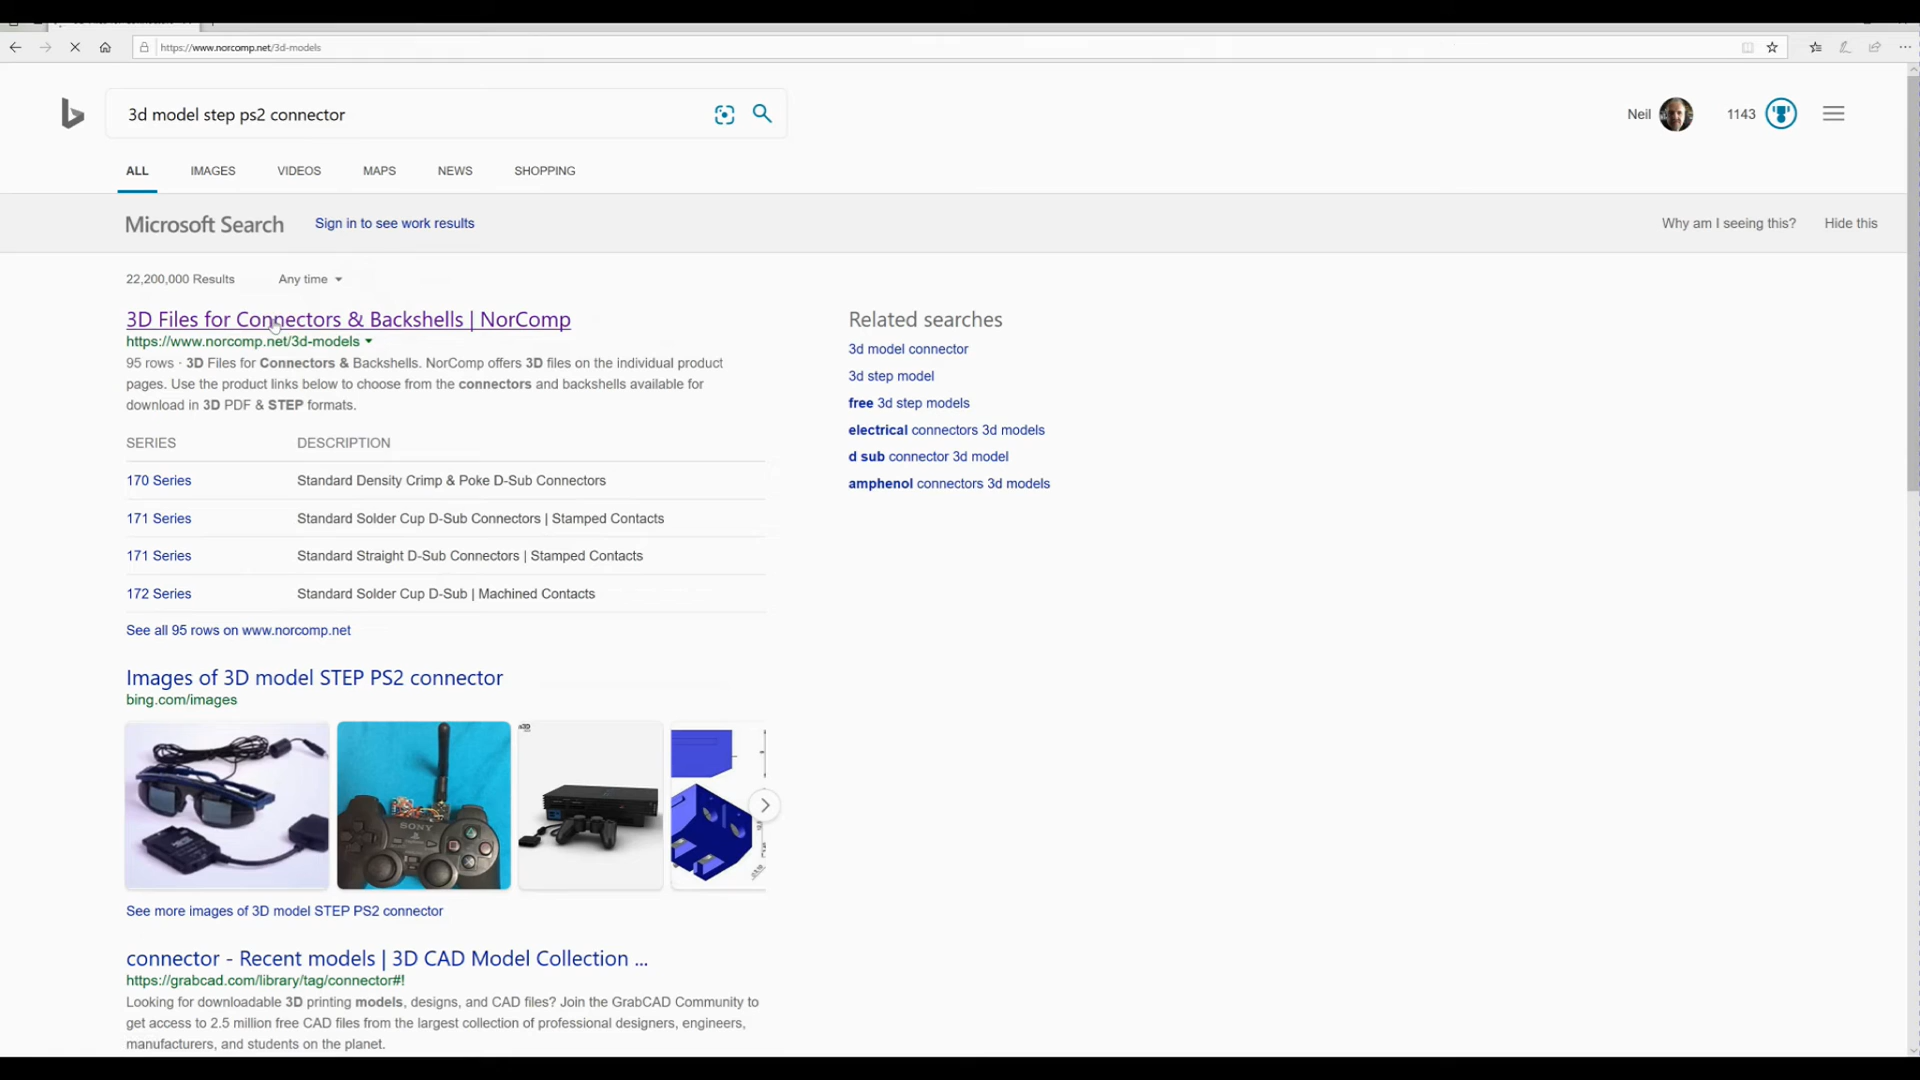 https://www.norcomp.net/3d-models
3d model step ps2 connector
Neil
1143
ALL
IMAGES
VIDEOS
MAPS
NEWS
SHOPPING
Microsoft Search
Sign in to see work results
Why am I seeing this?
Hide this
22,200,000 Results
Any time
3D Files for Connectors & Backshells | NorComp
https://www.norcomp.net/3d-models
95 rows · 3D Files for Connectors & Backshells. NorComp offers 3D files on the individual product
pages. Use the product links below to choose from the connectors and backshells available for
download in 3D PDF & STEP formats.
SERIES DESCRIPTION
170 Series Standard Density Crimp & Poke D-Sub Connectors
171 Series Standard Solder Cup D-Sub Connectors | Stamped Contacts
171 Series Standard Straight D-Sub Connectors | Stamped Contacts
172 Series Standard Solder Cup D-Sub | Machined Contacts
See all 95 rows on www.norcomp.net
Images of 3D model STEP PS2 connector
bing.com/images
SONY
See more images of 3D model STEP PS2 connector
connector - Recent models | 3D CAD Model Collection ...
https://grabcad.com/library/tag/connector#!
Looking for downloadable 3D printing models, designs, and CAD files? Join the GrabCAD Community to
get access to 2.5 million free CAD files from the largest collection of professional designers, engineers,
manufacturers, and students on the planet.
Related searches
3d model connector
3d step model
free 3d step models
electrical connectors 3d models
d sub connector 3d model
amphenol connectors 3d models